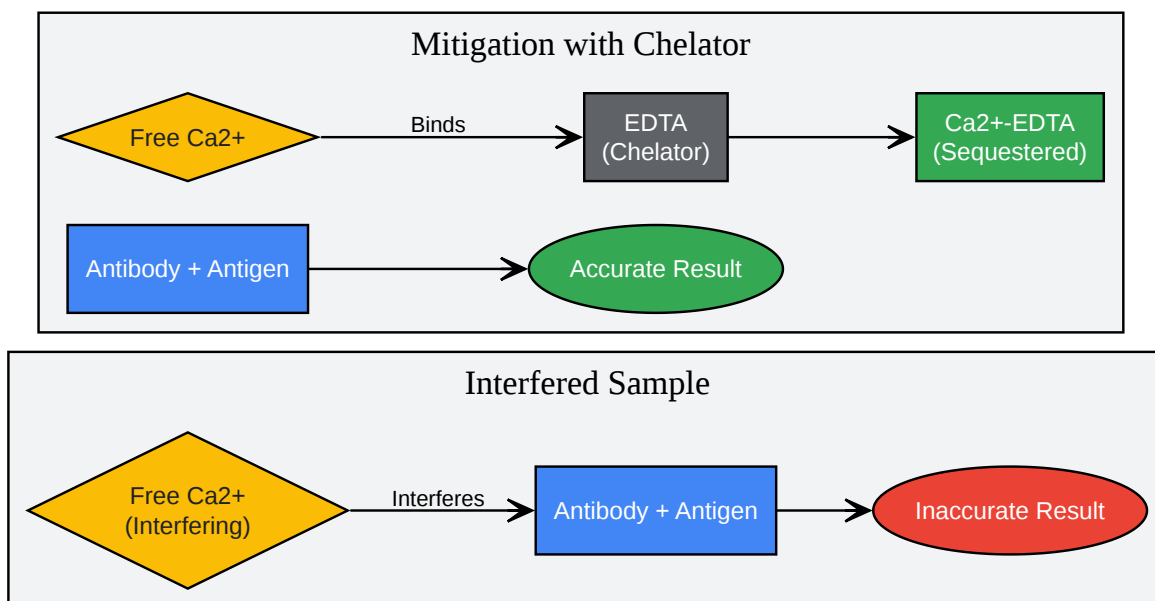 Mitigation with Chelator
Free Ca2+
Binds
EDTA
(Chelator)
Ca2+-EDTA
(Sequestered)
Antibody + Antigen
Accurate Result
Interfered Sample
Free Ca2+
(Interfering)
Interferes
Antibody + Antigen
Inaccurate Result